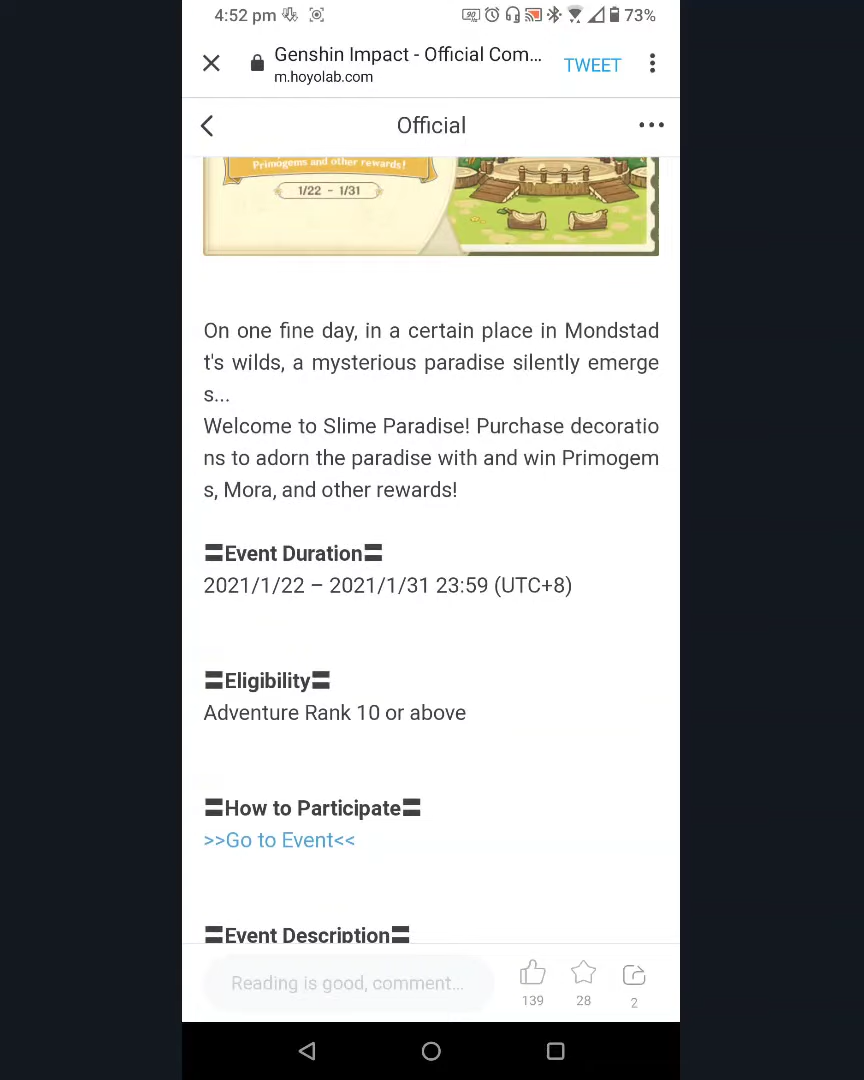 4:52 pm
73%
Genshin Impact - Official Com...
m.hoyolab.com
TWEET
Official
Primogems and other rewards!
1/22 - 1/31
On one fine day, in a certain place in Mondstad
t's wilds, a mysterious paradise silently emerge
s...
Welcome to Slime Paradise! Purchase decoratio
ns to adorn the paradise with and win Primogem
s, Mora, and other rewards!
〓Event Duration〓
2021/1/22 – 2021/1/31 23:59 (UTC+8)
〓Eligibility〓
Adventure Rank 10 or above
〓How to Participate〓
>>Go to Event<<
〓Event Description〓
Reading is good, comment...
139
28
2